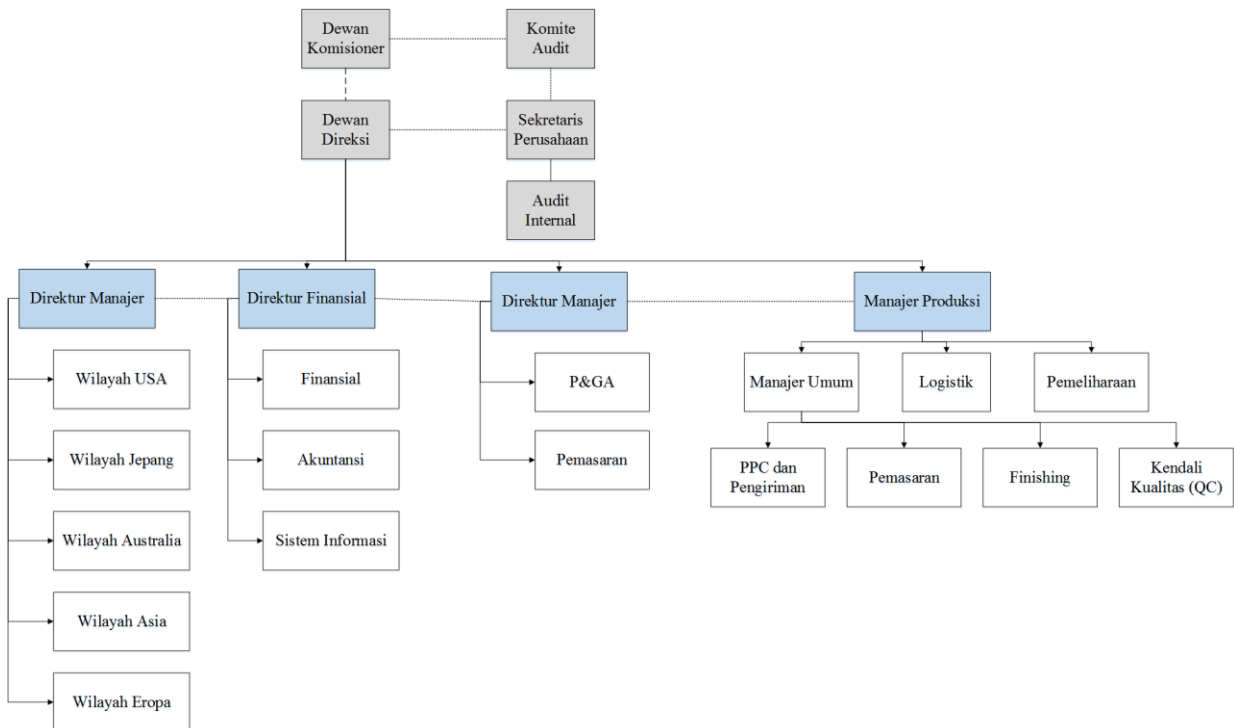 Dewan
Komisioner
Komite
Audit
Dewan
Direksi
Sekretaris
Perusahaan
Audit
Internal
Direktur Manajer
Direktur Finansial
Direktur Manajer
Manajer Produksi
Wilayah USA
Wilayah Jepang
Wilayah Australia
Wilayah Asia
Wilayah Eropa
Finansial
Akuntansi
Sistem Informasi
P&GA
Pemasaran
Manajer Umum
Logistik
Pemeliharaan
PPC dan
Pengiriman
Pemasaran
Finishing
Kendali
Kualitas (QC)